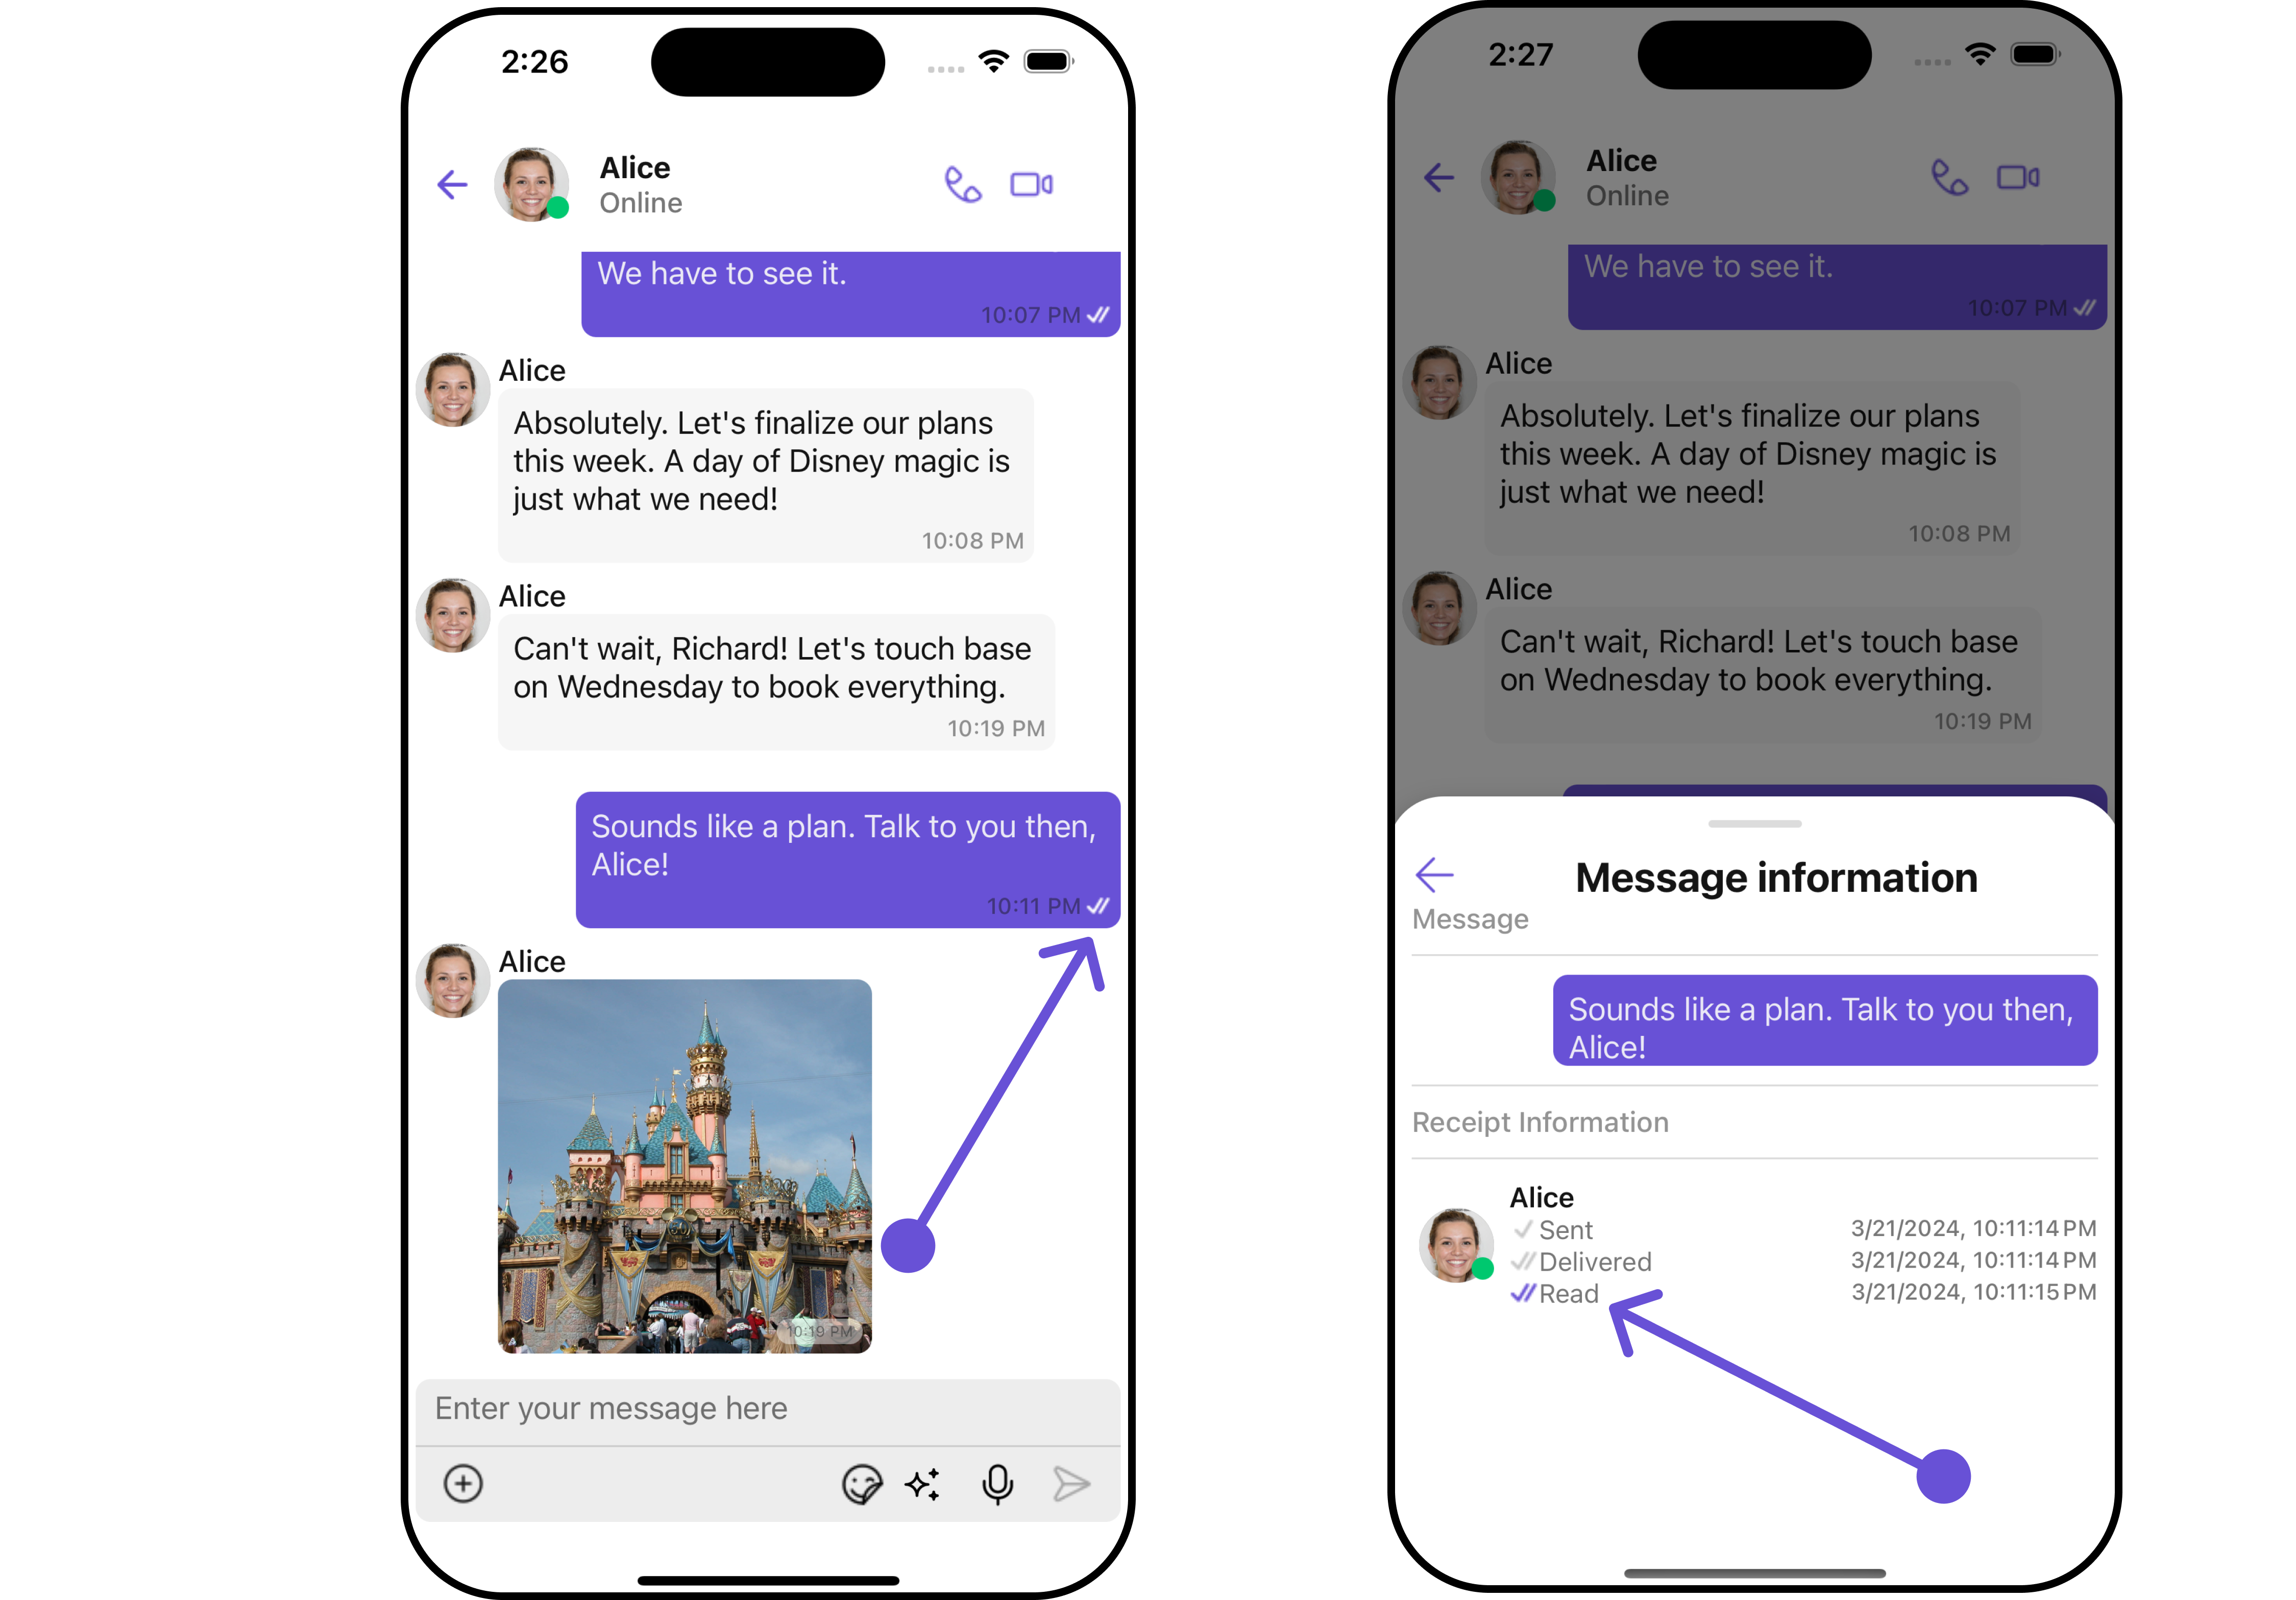 2:26
Alice
Online
We have to see it.
10:07 PM
Alice
Absolutely. Let's finalize our plans
this week. A day of Disney magic is
just what we need!
10:08 PM
Alice
Can't wait, Richard! Let's touch base
on Wednesday to book everything.
10:19 PM
Sounds like a plan. Talk to you then,
Alice!
10:11 PM
Alice
10:19 PM
Enter your message here
2:27
Alice
Online
We have to see it.
10:07 PM
Alice
Absolutely. Let's finalize our plans
this week. A day of Disney magic is
just what we need!
10:08 PM
Alice
Can't wait, Richard! Let's touch base
on Wednesday to book everything.
10:19 PM
Message information
Message
Sounds like a plan. Talk to you then,
Alice!
Receipt Information
Alice
Sent 3/21/2024, 10:11:14 PM
Delivered 3/21/2024, 10:11:14 PM
Read 3/21/2024, 10:11:15 PM